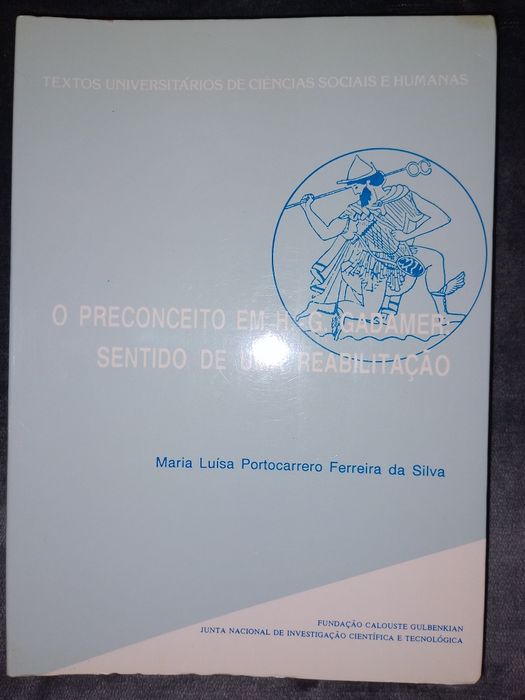 TEXTOS UNIVERSITÁRIOS DE CIÊNCIAS SOCIAIS E HUMANAS
O PRECONCEITO EM H. G. GADAMER:
SENTIDO DE UMA REABILITAÇÃO
Maria Luísa Portocarrero Ferreira da Silva
FUNDAÇÃO CALOUSTE GULBENKIAN
JUNTA NACIONAL DE INVESTIGAÇÃO CIENTÍFICA E TECNOLÓGICA